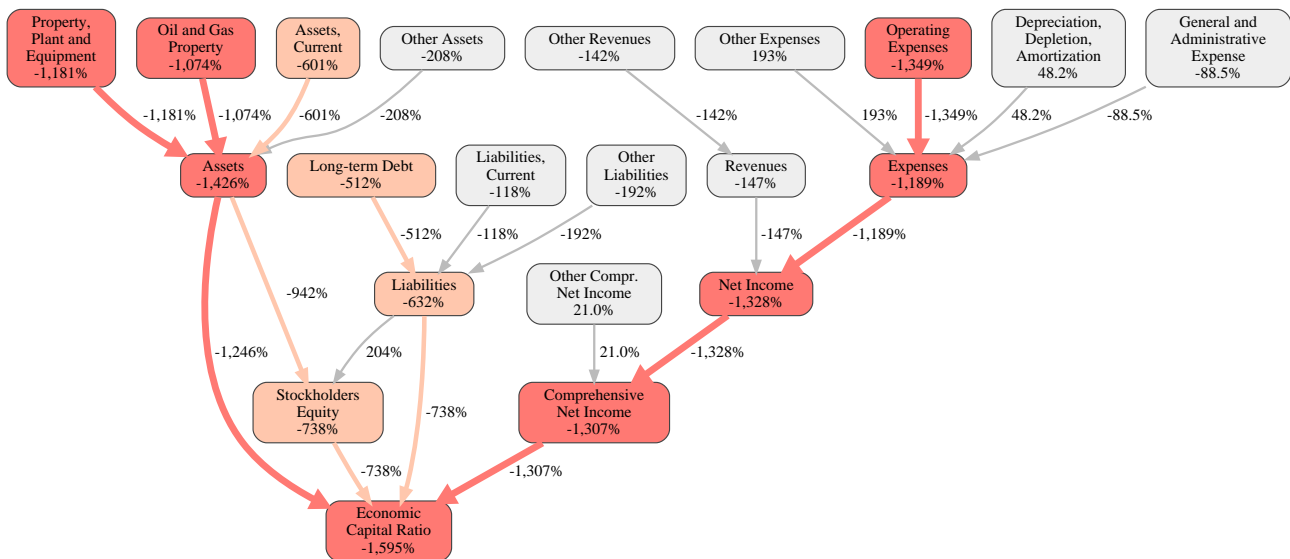 Property,
Plant and
Equipment
-1,181%
Oil and Gas
Property
-1,074%
Assets,
Current
-601%
Other Assets
-208%
Other Revenues
-142%
Other Expenses
193%
Operating
Expenses
-1,349%
Depreciation,
Depletion,
Amortization
48.2%
General and
Administrative
Expense
-88.5%
-1,181%
-1,074%
-601%
-208%
-142%
193%
-1,349%
48.2%
-88.5%
Assets
-1,426%
Long-term Debt
-512%
Liabilities,
Current
-118%
Other
Liabilities
-192%
Revenues
-147%
Expenses
-1,189%
-512%
-118%
-192%
-147%
-1,189%
-942%
Liabilities
-632%
Other Compr.
Net Income
21.0%
Net Income
-1,328%
-1,246%
204%
21.0%
-1,328%
Stockholders
Equity
-738%
-738%
Comprehensive
Net Income
-1,307%
-738%
-1,307%
Economic
Capital Ratio
-1,595%